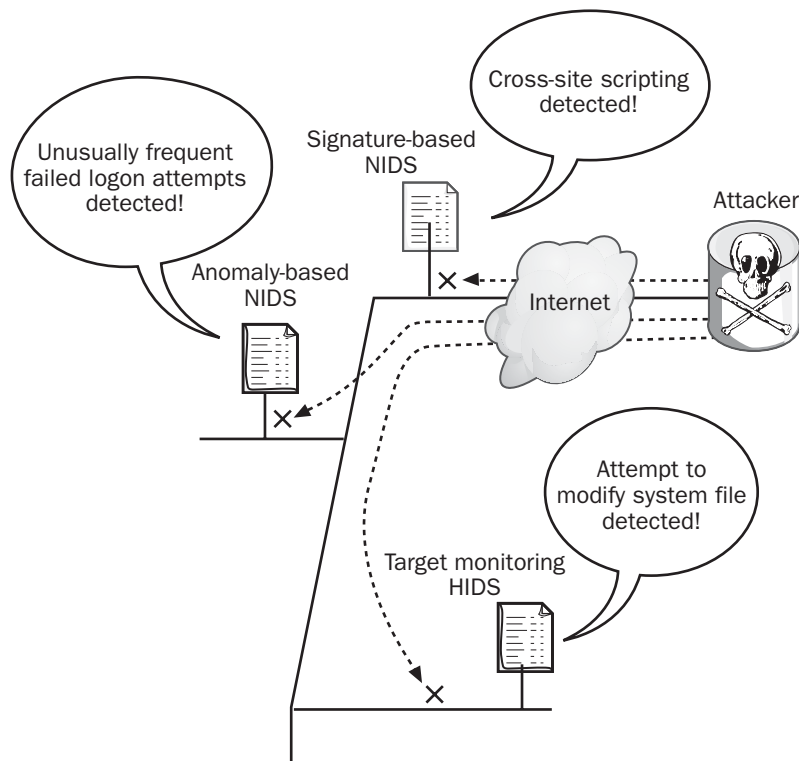 Cross-site scripting
detected!
Unusually frequent
failed logon attempts
detected!
Signature-based
NIDS
Attacker
Anomaly-based
NIDS
Internet
Attempt to
modify system file
detected!
Target monitoring
HIDS